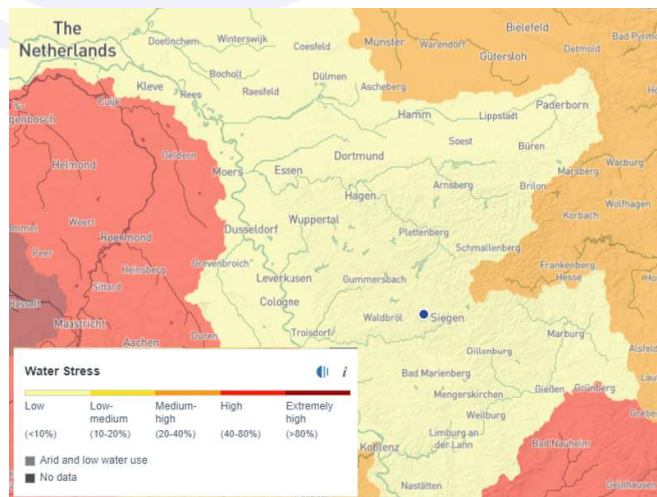 The
Netherlands
Doetinchem
Winterswijk
Coesfeld
Münster
Warendorf
Bielefeld
Gütersloh
Detmold
Bad Pyrmo
Bocholt
Dülmen
Kleve
Rees
Raesfeld
Ascheberg
Cuijk
Hamm
Lippstadt
Paderborn
Geldern
Helmond
Moers
Essen
Dortmund
Soest
Büren
Marsberg
Warburg
Hagen
Arnsberg
Brilon
Wolfhagen
Weert
Dusseldorf
Wuppertal
Plettenberg
Korbach
Roermond
Schmallenberg
Peer
Heinsberg
Grevenbroich
Leverkusen
Gummersbach
Frankenberg
Hesse
Sittard
Cologne
Hasselt
Maastricht
Waldbröl
Siegen
Aachen
Düren
Troisdorf
Marburg
Dillenburg
Alsfeld
Bad Marienberg
Gießen
Grünberg
Mengerskirchen
Weilburg
Koblenz
Limburg an
der Lahn
Bad Nauheim
Nastätten
Gelnhausen
Water Stress
i
Low
Low-
medium
Medium-
high
High
Extremely
high
(<10%)
(10-20%)
(20-40%)
(40-80%)
(>80%)
Arid and low water use
No data